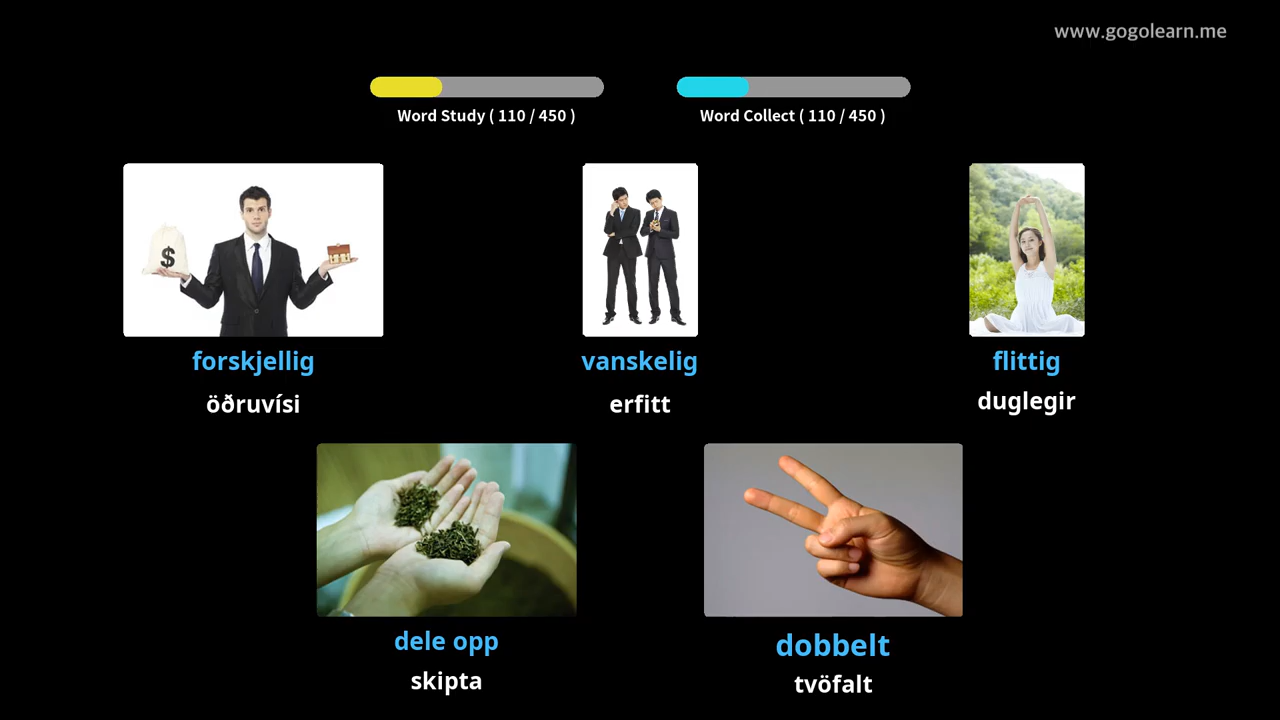 www.gogolearn.me
Word Study ( 110 / 450 )
Word Collect ( 110 / 450 )
$
forskjellig
vanskelig
flittig
öðruvísi
erfitt
duglegir
dele opp
dobbelt
skipta
tvöfalt